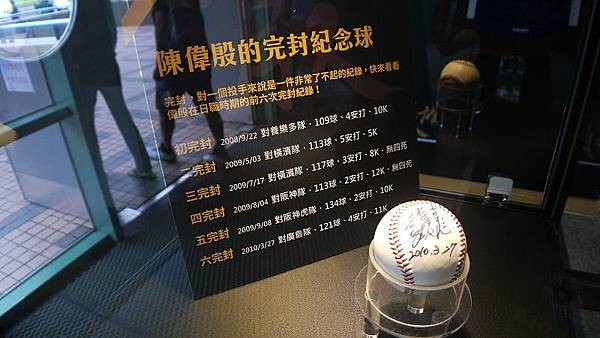 陳偉殷的完封紀念球
完封，對一個投手來說是一件非常了不起的紀錄，快來看看
偉殷在日職時期的前六次完封紀錄！
初完封 2008/9/22 對養樂多隊、109球、4安打、10K
二完封 2009/5/03 對橫濱隊、113球、5安打、5K
三完封 2009/7/17 對橫濱隊、117球、3安打、8K、無四死
四完封 2009/8/04 對阪神隊、113球、2安打、12K、無四死
五完封 2009/9/08 對阪神虎隊、134球、2安打、10K
六完封 2010/3/27 對廣島隊、121球、4安打、11K
2010.3.27